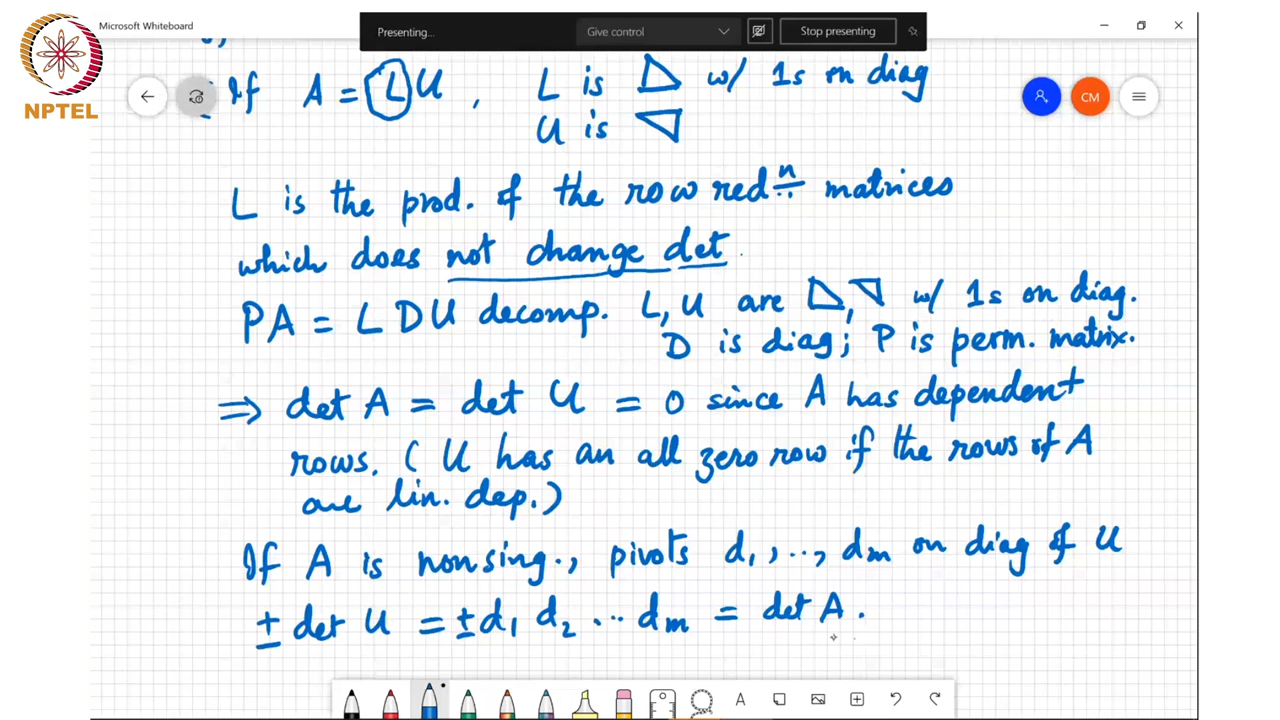 Microsoft Whiteboard
Presenting...
Give control
Stop presenting
NPTEL
CM
If A = L U , L is w/ 1s on diag
U is
L is the prod. of the row redn matrices
which does not change det.
PA = LDU decomp. L, U are , w/ 1s on diag.
D is diag; P is perm. matrix.
⇒ det A = det U = 0 since A has dependent
rows. ( U has an all zero row if the rows of A
are lin. dep.)
If A is nonsing., pivots d₁, ..., dₘ on diag of U
± det U = ± d₁ d₂ ... dₘ = det A.
A